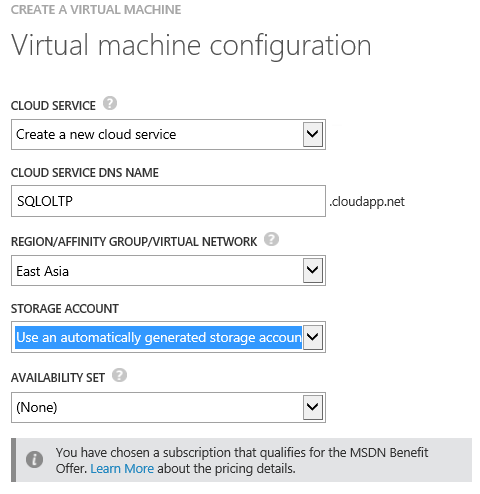 CREATE A VIRTUAL MACHINE
Virtual machine configuration
CLOUD SERVICE ?
Create a new cloud service
CLOUD SERVICE DNS NAME
SQLOLTP .cloudapp.net
REGION/AFFINITY GROUP/VIRTUAL NETWORK ?
East Asia
STORAGE ACCOUNT
Use an automatically generated storage accoun
AVAILABILITY SET ?
(None)
You have chosen a subscription that qualifies for the MSDN Benefit
Offer. Learn More about the pricing details.